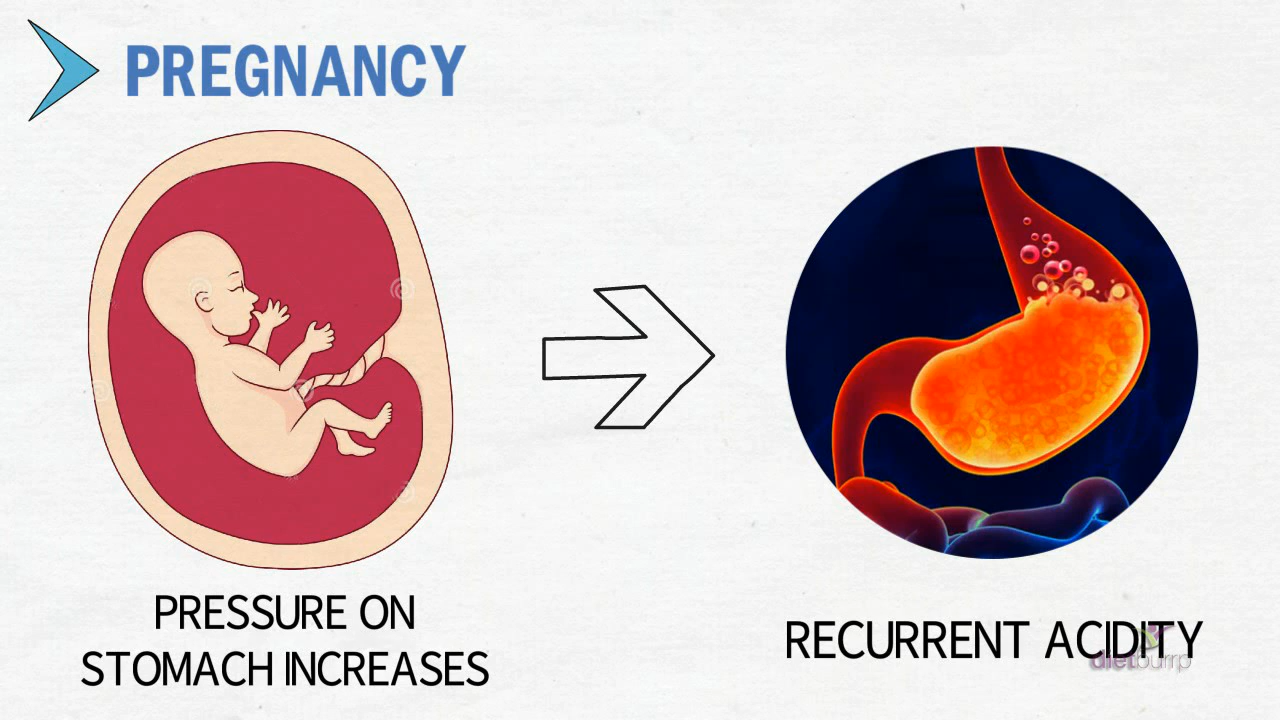 PREGNANCY
PRESSURE ON
STOMACH INCREASES
RECURRENT ACIDITY
dietburrp